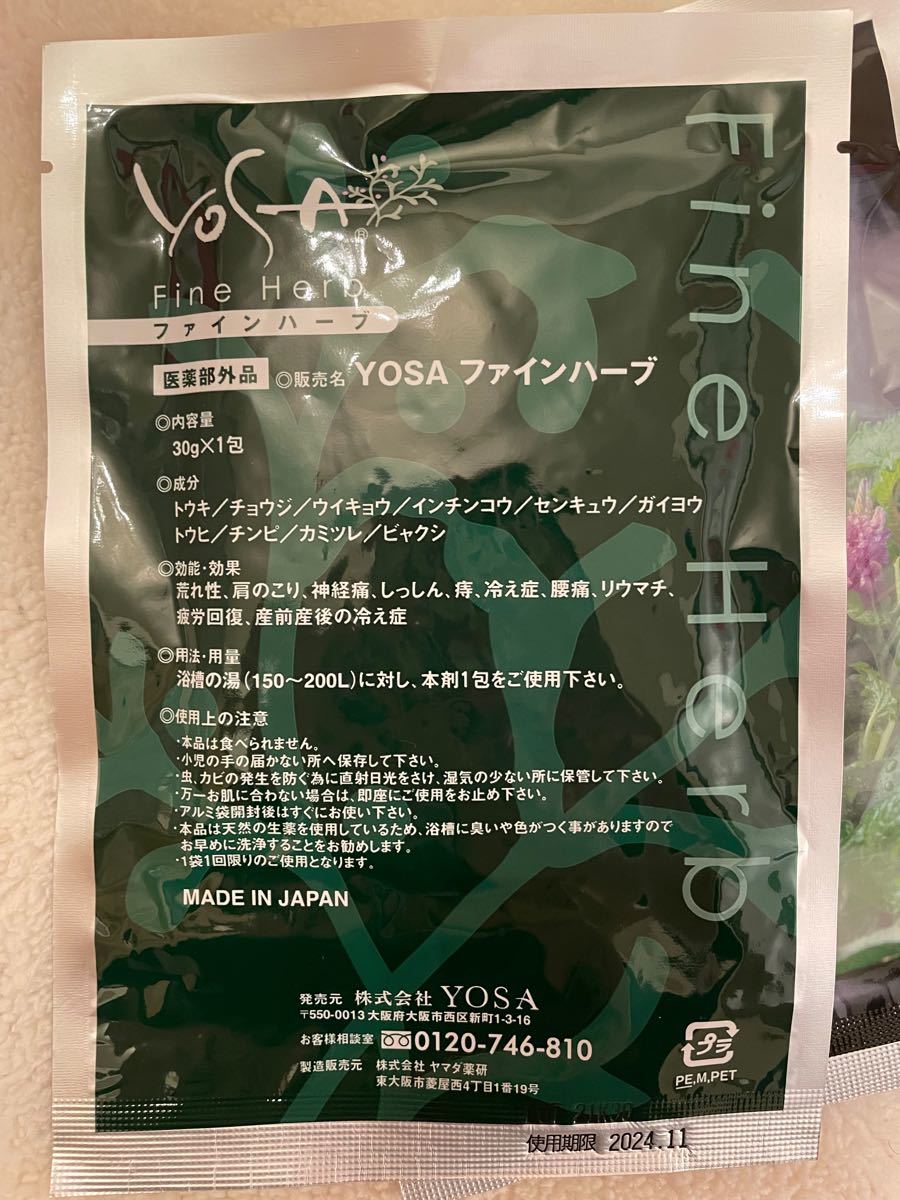 YOSA®
Fine Herb
ファインハーブ
医薬部外品 ◎販売名 YOSA ファインハーブ
◎内容量
30g×1包
◎成分
トウキ/チョウジ/ウイキョウ/インチンコウ/センキュウ/ガイヨウ
トウヒ/チンピ/カミツレ/ビャクシ
◎効能・効果
荒れ性、肩のこり、神経痛、しっしん、痔、冷え症、腰痛、リウマチ、
疲労回復、産前産後の冷え症
◎用法・用量
浴槽の湯(150〜200L)に対し、本剤1包をご使用下さい。
◎使用上の注意
・本品は食べられません。
・小児の手の届かない所へ保存して下さい。
・虫、カビの発生を防ぐ為に直射日光をさけ、湿気の少ない所に保管して下さい。
・万一お肌に合わない場合は、即座にご使用をお止め下さい。
・アルミ袋開封後はすぐにお使い下さい。
・本品は天然の生薬を使用しているため、浴槽に臭いや色がつく事がありますので
お早めに洗浄することをお勧めします。
・1袋1回限りのご使用となります。
MADE IN JAPAN
発売元 株式会社 YOSA
〒550-0013 大阪府大阪市西区新町1-3-16
お客様相談室 0120-746-810
製造販売元 株式会社 ヤマダ薬研
東大阪市菱屋西4丁目1番19号
プラ
PE,M,PET
使用期限 2024.11
Fine Herb